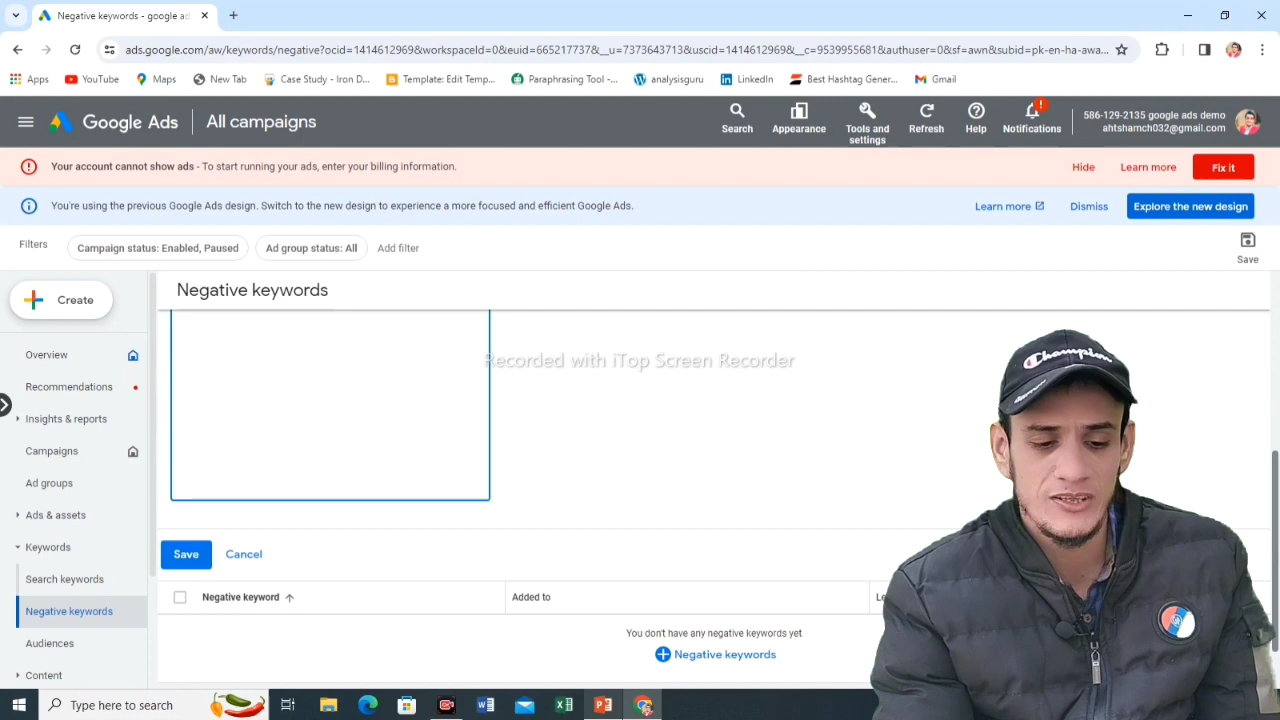 Negative keywords - google ad
ads.google.com/aw/keywords/negative?ocid=1414612969&workspaceId=0&euid=665217737&__u=7373643713&uscid=1414612969&__c=9539955681&authuser=0&sf=awn&subid=pk-en-ha-awa...
Apps YouTube Maps New Tab Case Study - Iron D... Template: Edit Temp... Paraphrasing Tool -... analysisguru LinkedIn Best Hashtag Gener... Gmail
Google Ads All campaigns
Search Appearance Tools and settings Refresh Help Notifications
586-129-2135 google ads demo
ahtshamch032@gmail.com
Your account cannot show ads - To start running your ads, enter your billing information. Hide Learn more Fix it
You're using the previous Google Ads design. Switch to the new design to experience a more focused and efficient Google Ads. Learn more Dismiss Explore the new design
Filters Campaign status: Enabled, Paused Ad group status: All Add filter
Save
Create
Negative keywords
Overview
Recommendations
Insights & reports
Campaigns
Ad groups
Ads & assets
Keywords
Search keywords
Negative keywords
Audiences
Content
Recorded with iTop Screen Recorder
Champion
Save Cancel
Negative keyword Added to Le
You don't have any negative keywords yet
Negative keywords
Type here to search